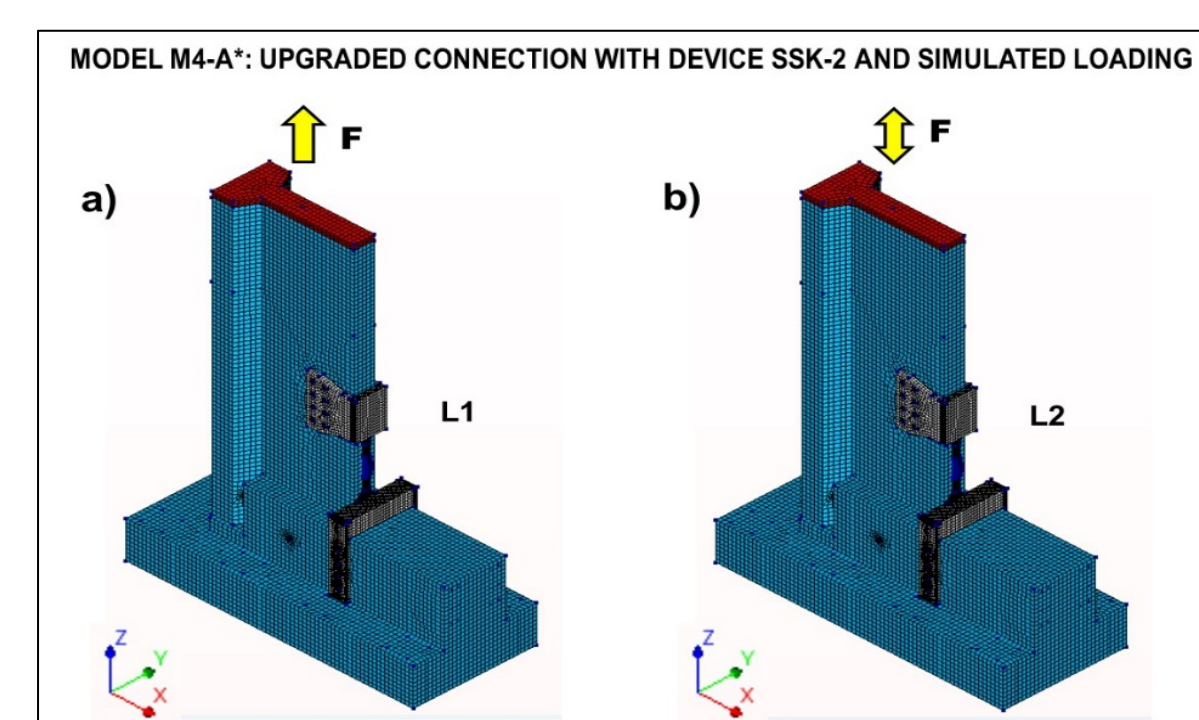 MODEL M4-A*: UPGRADED CONNECTION WITH DEVICE SSK-2 AND SIMULATED LOADING
F
F
a)
b)
L1
L2
Z
Y
X
Z
Y
X